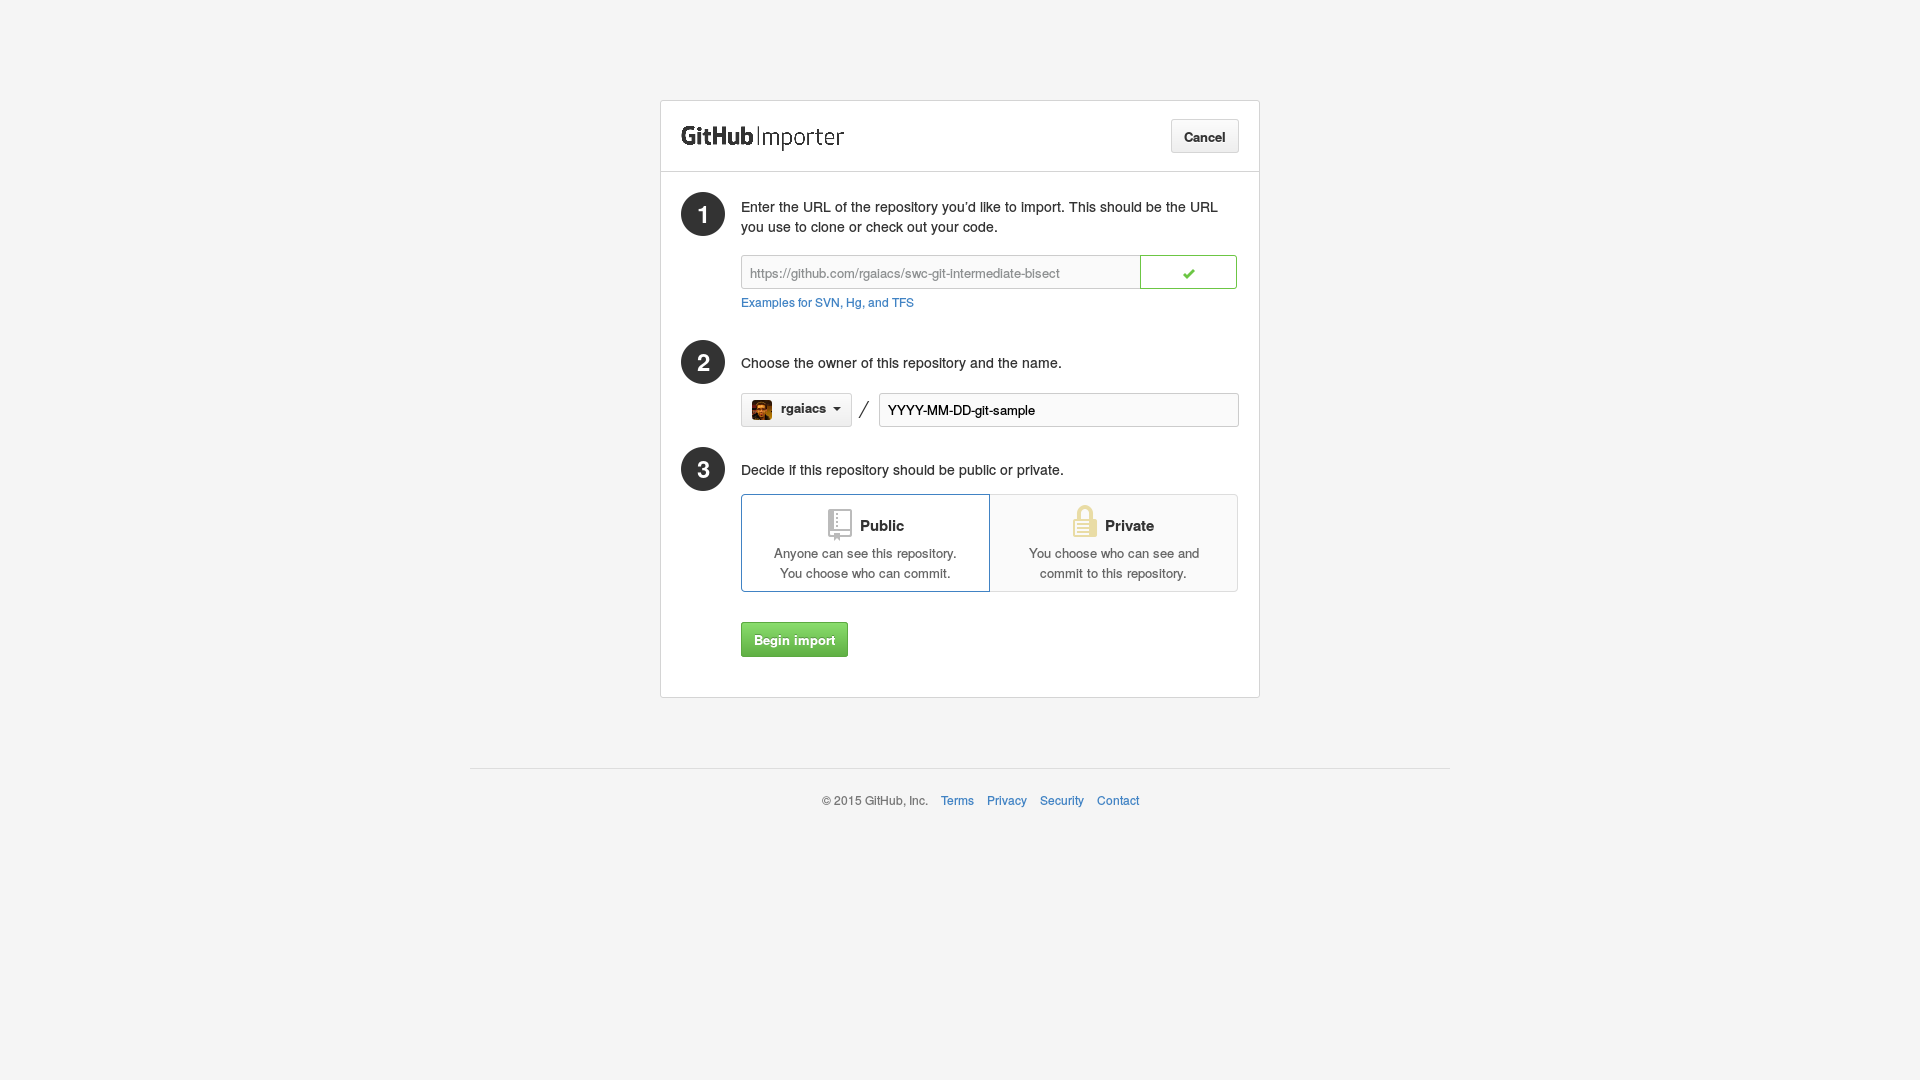 GitHub Importer
Cancel
1
Enter the URL of the repository you’d like to import. This should be the URL
you use to clone or check out your code.
https://github.com/rgaiacs/swc-git-intermediate-bisect
Examples for SVN, Hg, and TFS
2
Choose the owner of this repository and the name.
rgaiacs / YYYY-MM-DD-git-sample
3
Decide if this repository should be public or private.
Public
Anyone can see this repository.
You choose who can commit.
Private
You choose who can see and
commit to this repository.
Begin import
© 2015 GitHub, Inc. Terms Privacy Security Contact